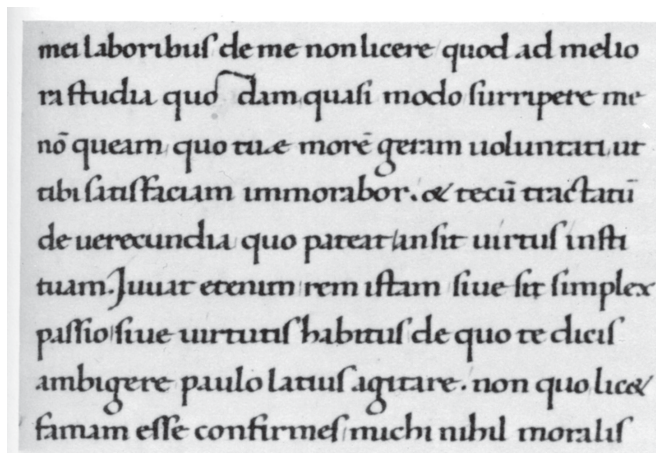 mei laboribus de me non licere quod ad melio
ra studia quodam quasi modo surripere me
nō queam quo tue morē geram uoluntati ut
tibi satisfaciam immorabor. & tecū tractatū
de uerecundia quo pateat an sit uirtus insti
tuam. Juuat etenim rem istam siue sit simplex
passio siue uirtutis habitus de quo te dicis
ambigere paulo latius agitare. non quo lic&
famam esse confirmes michi nihil moralis